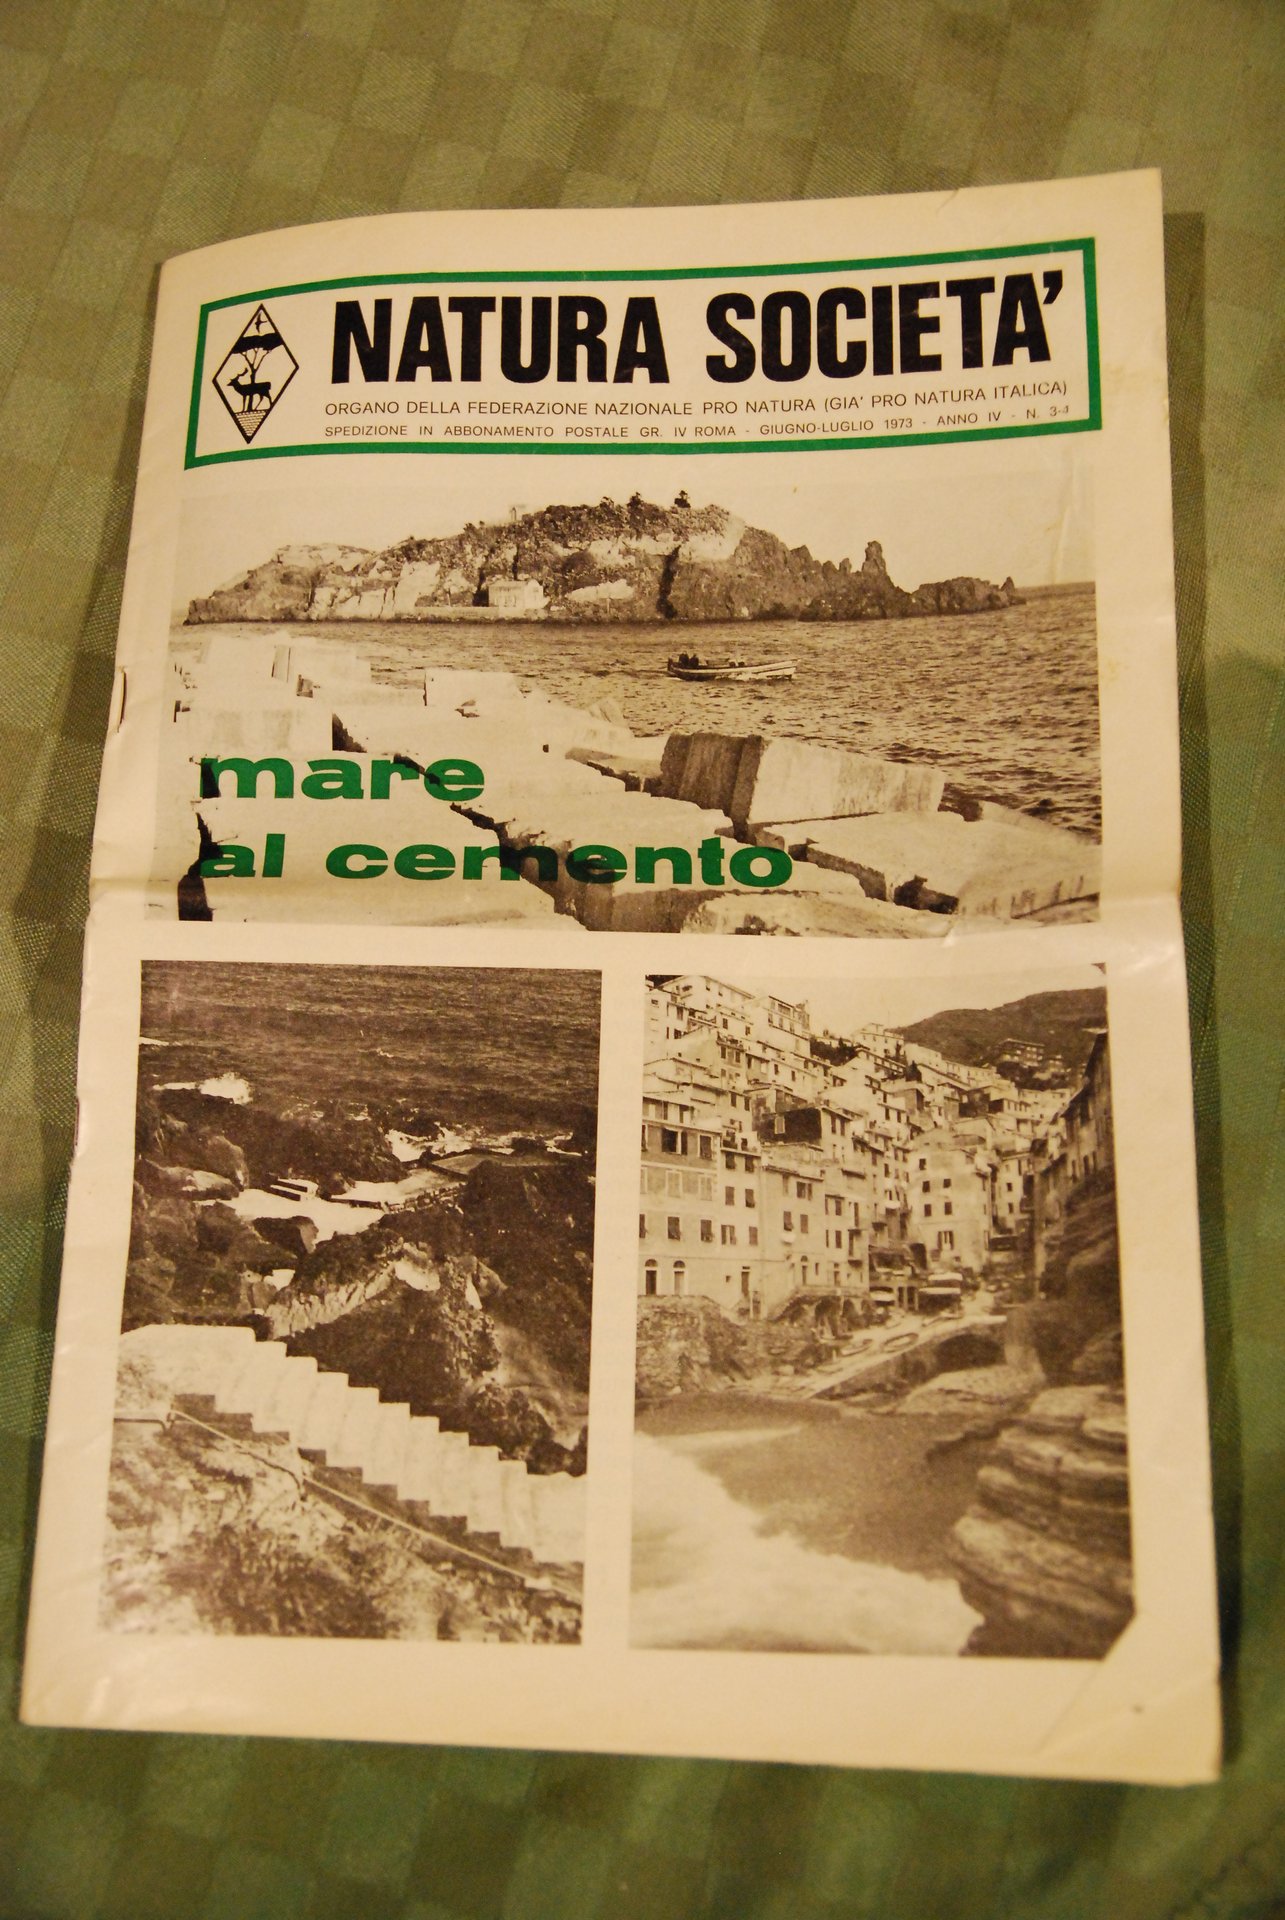 NATURA SOCIETA'
ORGANO DELLA FEDERAZIONE NAZIONALE PRO NATURA (GIA' PRO NATURA ITALICA)
SPEDIZIONE IN ABBONAMENTO POSTALE GR. IV ROMA - GIUGNO-LUGLIO 1973 - ANNO IV - N. 3-4
mare
al cemento